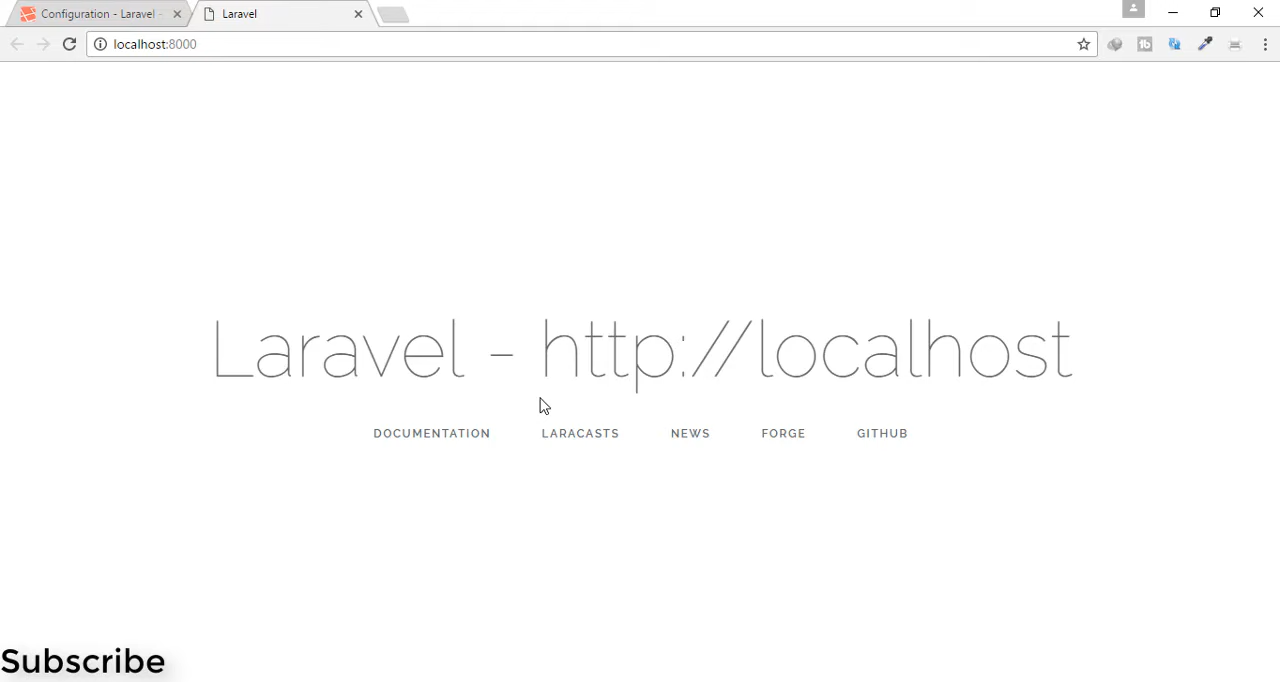 Configuration - Laravel -
Laravel
localhost:8000
Laravel - http://localhost
DOCUMENTATION LARACASTS NEWS FORGE GITHUB
Subscribe